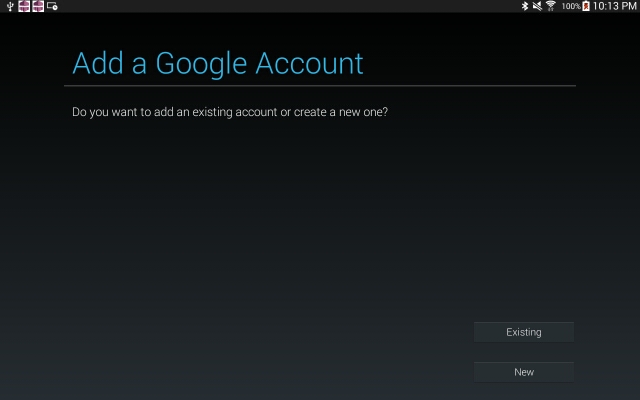 100% 10:13 PM
Add a Google Account
Do you want to add an existing account or create a new one?
Existing
New